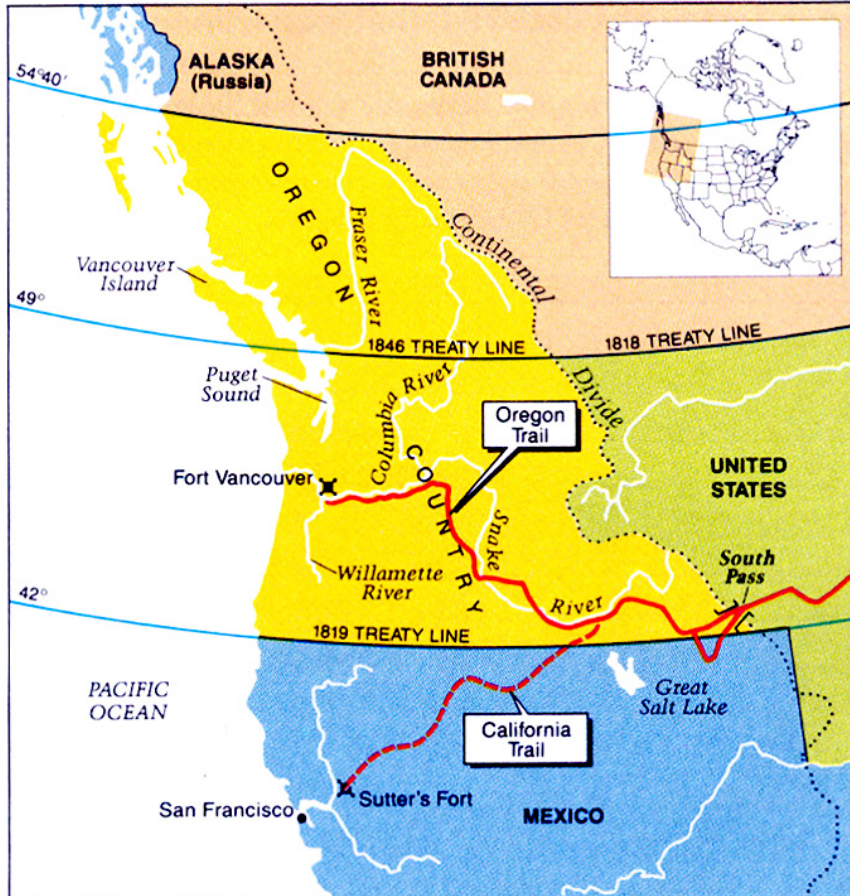 ALASKA
(Russia)
BRITISH
CANADA
54°40'
OREGON
Fraser River
Continental
Vancouver
Island
49°
1846 TREATY LINE
1818 TREATY LINE
Puget
Sound
Columbia River
Divide
Oregon
Trail
COUNTRY
Fort Vancouver
UNITED
STATES
Snake
South
Pass
Willamette
River
River
42°
1819 TREATY LINE
PACIFIC
OCEAN
Great
Salt Lake
California
Trail
Sutter's Fort
San Francisco
MEXICO